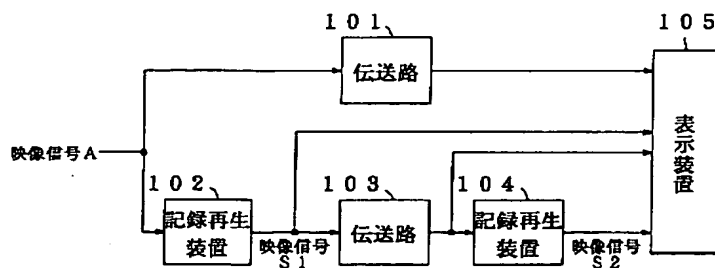 １０１
１０５
伝送路
表示装置
映像信号A
１０２
１０３
１０４
記録再生
装置
映像信号
S1
伝送路
記録再生
装置
映像信号
S2